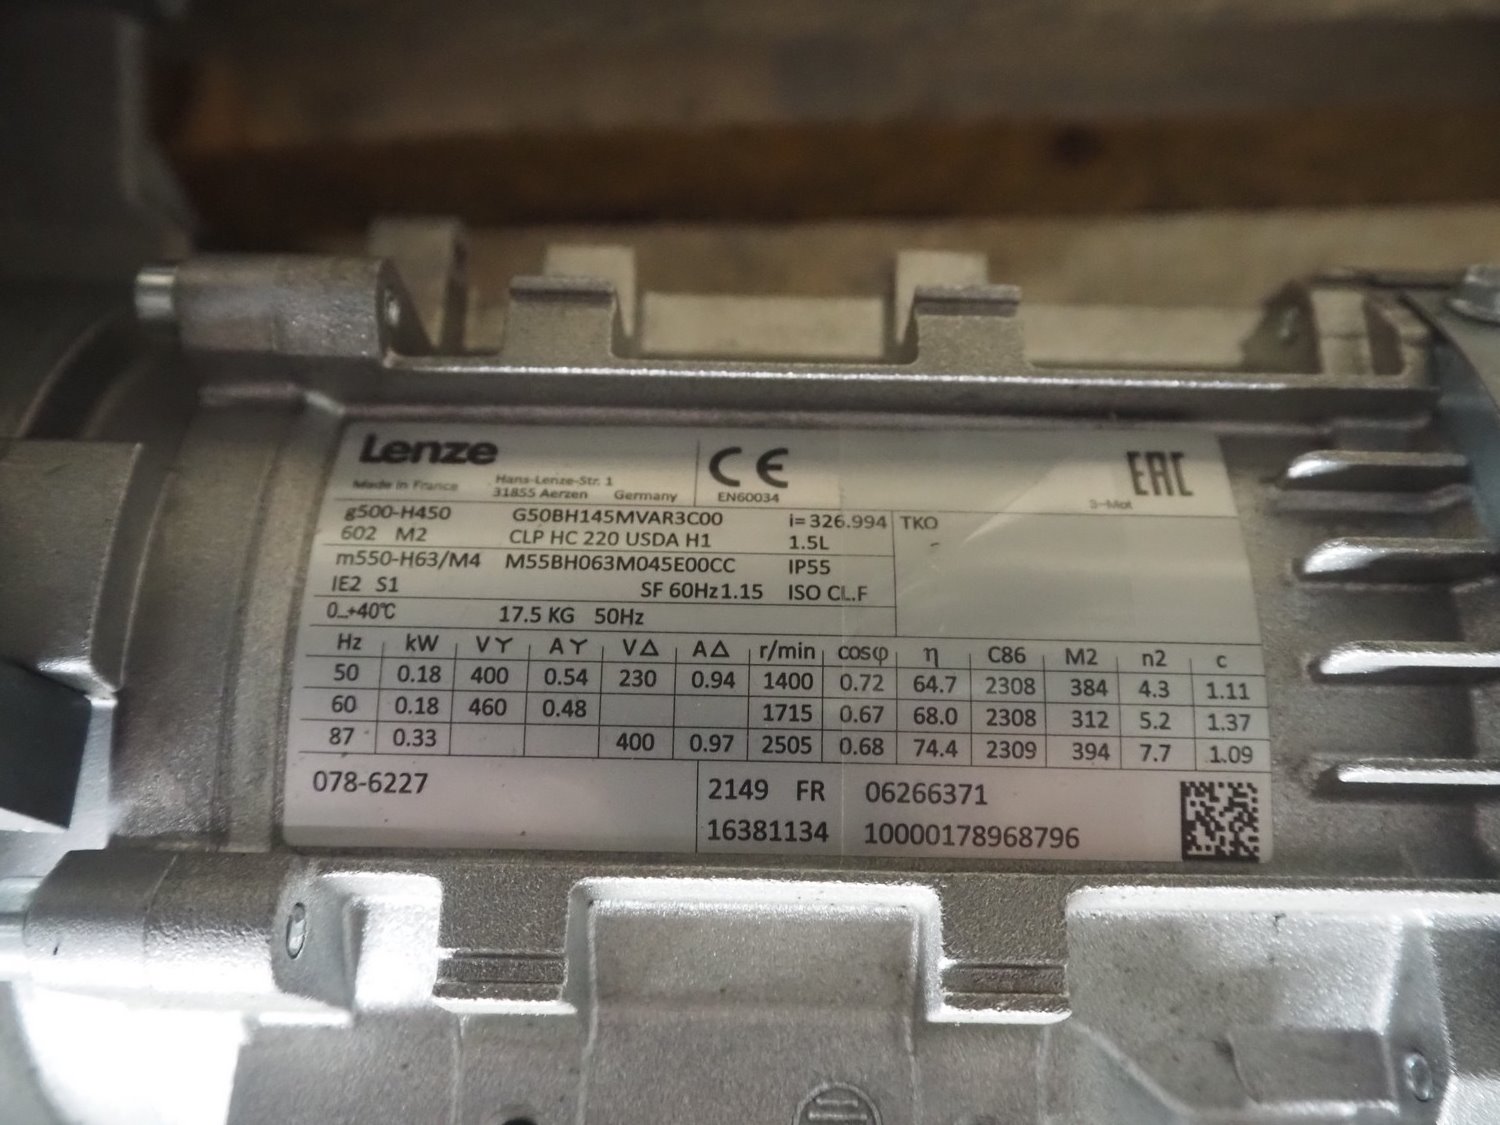 Lenze
CE
EAC
Made in France
Hans-Lenze-Str. 1
31855 Aerzen Germany
EN60034
3-Mot
g500-H450 G50BH145MVAR3C00 i=326.994 TKO
602 M2 CLP HC 220 USDA H1 1.5L
m550-H63/M4 M55BH063M045E00CC IP55
IE2 S1 SF 60Hz1.15 ISO CL.F
0...+40℃ 17.5 KG 50Hz
Hz kW VY AY VΔ AΔ r/min cosφ η C86 M2 n2 c
50 0.18 400 0.54 230 0.94 1400 0.72 64.7 2308 384 4.3 1.11
60 0.18 460 0.48 1715 0.67 68.0 2308 312 5.2 1.37
87 0.33 400 0.97 2505 0.68 74.4 2309 394 7.7 1.09
078-6227
2149 FR 06266371
16381134 10000178968796